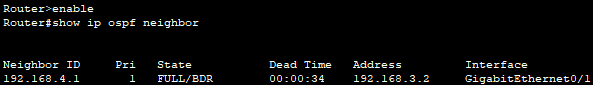 Router>enable
Router#show ip ospf neighbor
Neighbor ID     Pri   State           Dead Time   Address         Interface
192.168.4.1       1   FULL/BDR        00:00:34    192.168.3.2     GigabitEthernet0/1